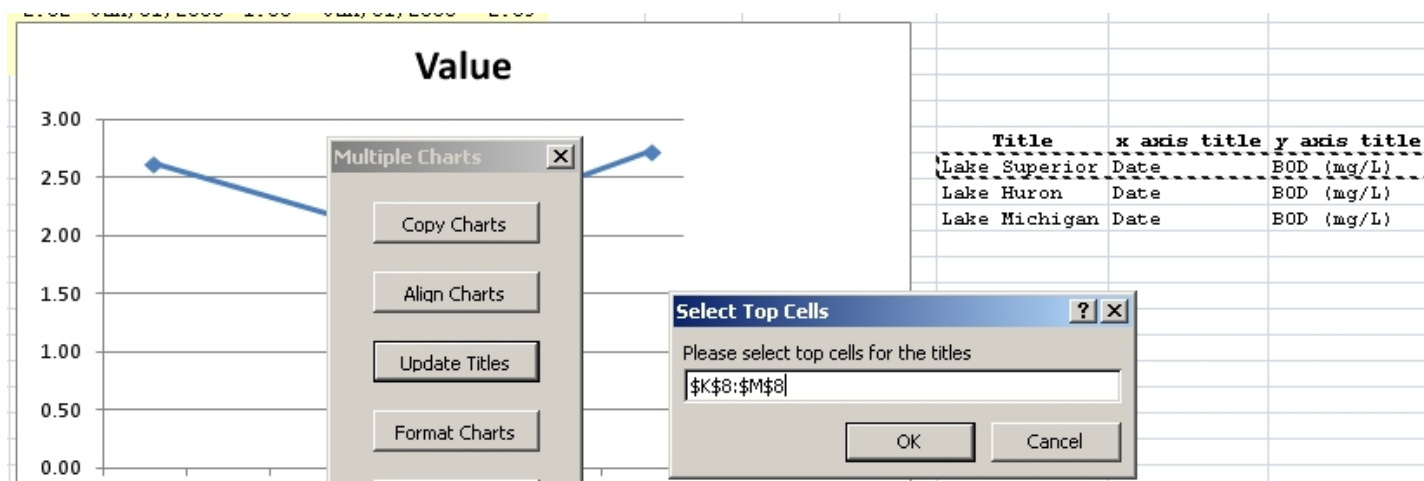 Value
3.00
2.50
2.00
1.50
1.00
0.50
0.00
Multiple Charts
Copy Charts
Align Charts
Update Titles
Format Charts
Title x axis title y axis title
Lake Superior Date BOD (mg/L)
Lake Huron Date BOD (mg/L)
Lake Michigan Date BOD (mg/L)
Select Top Cells
Please select top cells for the titles
$K$8:$M$8
OK Cancel